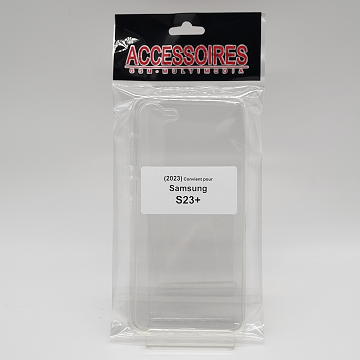 ACCESSOIRES
GSM-MULTIMEDIA
(2023) Convient pour
Samsung
S23+